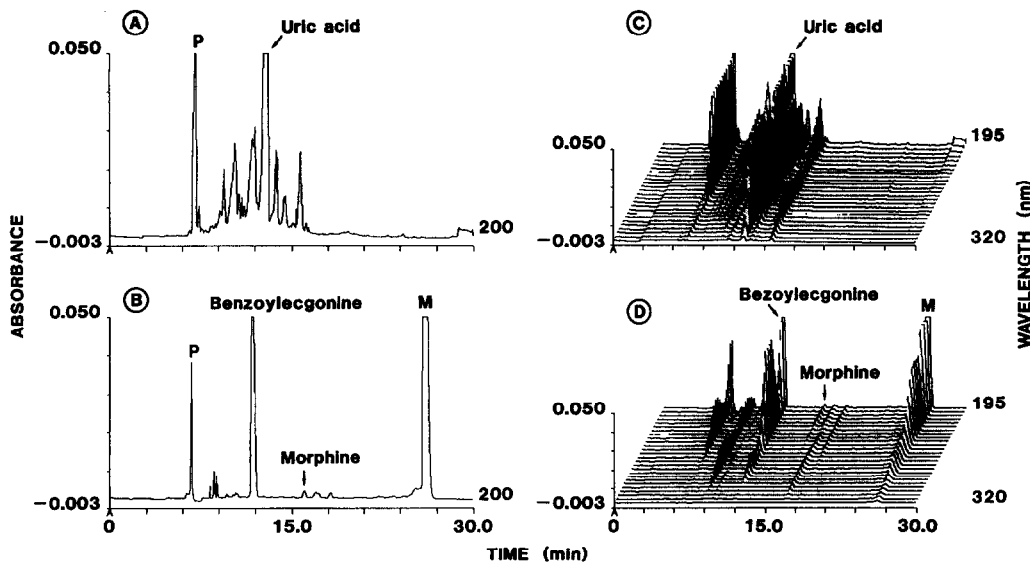 A
P
Uric acid
0.050
ABSORBANCE
−0.003
200
C
Uric acid
0.050
195
WAVELENGTH (nm)
−0.003
320
B
Benzoylecgonine
M
0.050
P
Morphine
−0.003
200
0
15.0
30.0
D
Bezoylecgonine
M
Morphine
0.050
195
−0.003
320
0
15.0
30.0
TIME (min)